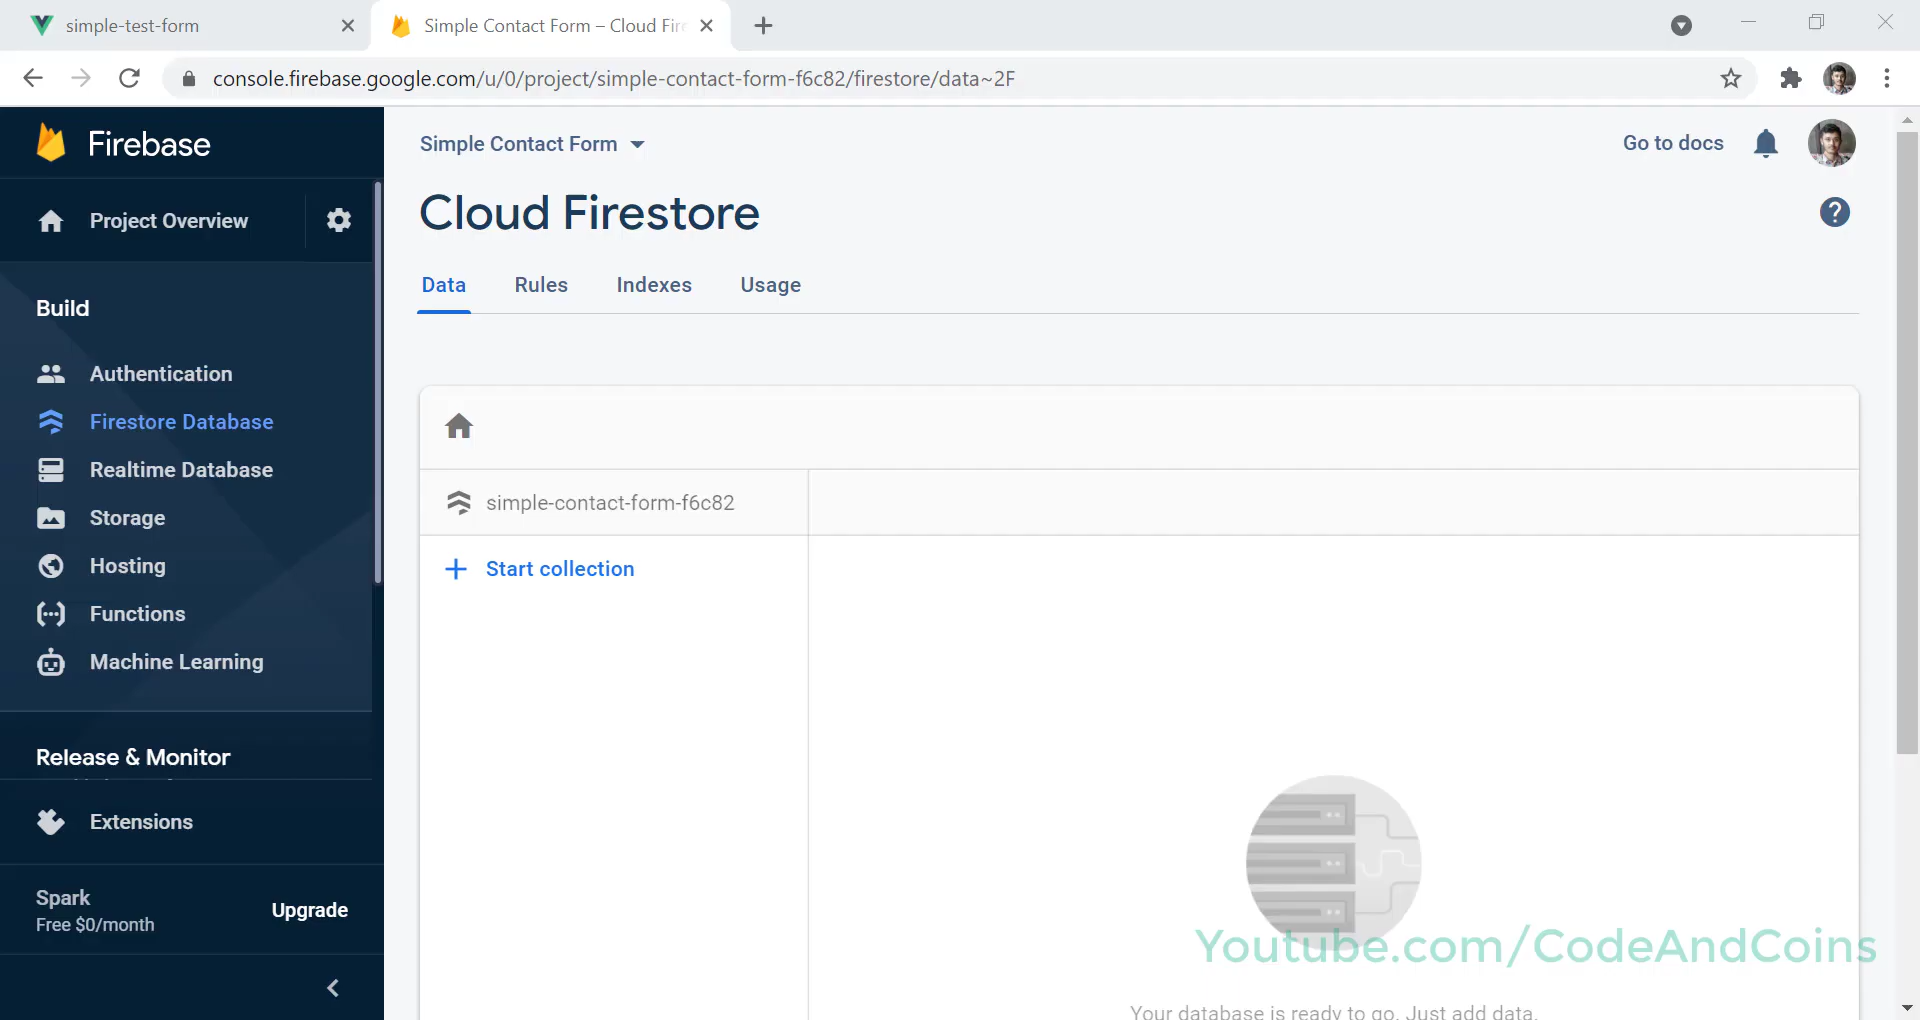 simple-test-form
Simple Contact Form – Cloud Fire
console.firebase.google.com/u/0/project/simple-contact-form-f6c82/firestore/data~2F
Firebase
Project Overview
Build
Authentication
Firestore Database
Realtime Database
Storage
Hosting
Functions
Machine Learning
Release & Monitor
Extensions
Spark
Free $0/month
Upgrade
Simple Contact Form
Go to docs
Cloud Firestore
Data Rules Indexes Usage
simple-contact-form-f6c82
Start collection
Youtube.com/CodeAndCoins
Your database is ready to go. Just add data.